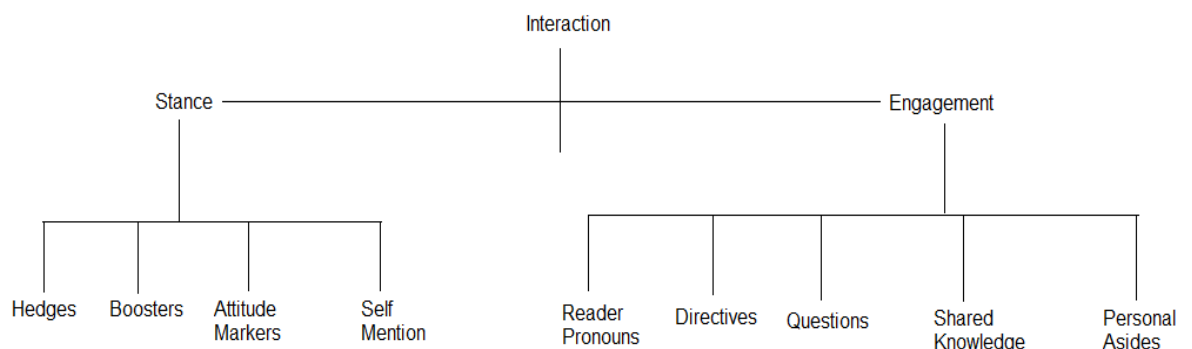 Interaction
Stance
Engagement
Hedges
Boosters
Attitude
Markers
Self
Mention
Reader
Pronouns
Directives
Questions
Shared
Knowledge
Personal
Asides